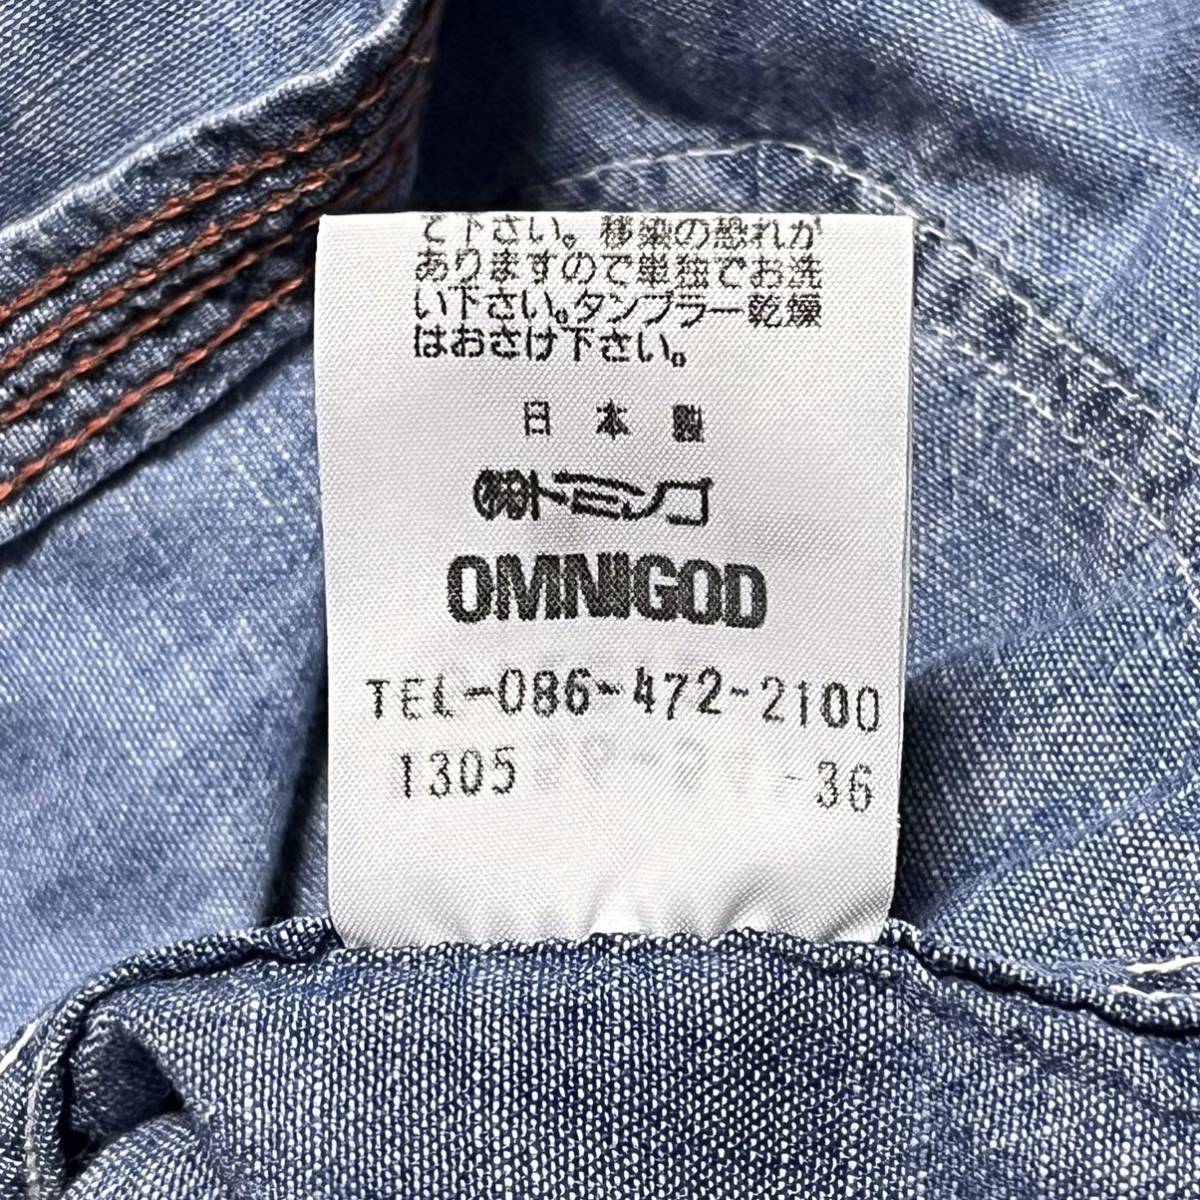 て下さい。移染の恐れが
ありますので単独でお洗
い下さい。タンブラー乾燥
はおさけ下さい。
日本製
㈱ドミンゴ
OMNIGOD
TEL-086-472-2100
1305 -36